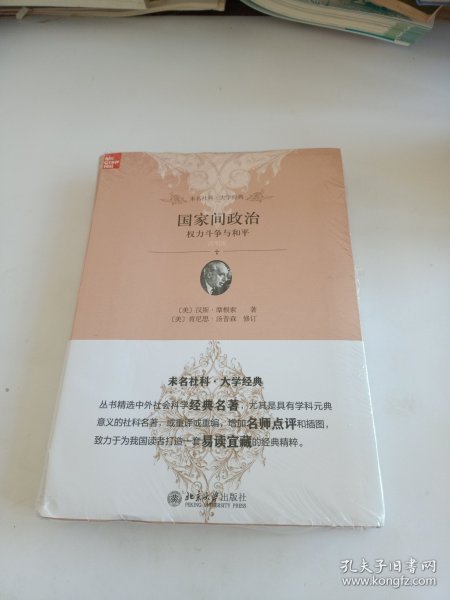 Mc
Graw
Hill
未名社科·大学经典
国家间政治
权力斗争与和平
〔美〕汉斯·摩根索 著
〔美〕肯尼思·汤普森 修订
未名社科·大学经典
丛书精选中外社会科学经典名著,尤其是具有学科元典
意义的社科名著,或重译或重编,增加名师点评和插图,
致力于为我国读者打造一套易读宜藏的经典精粹。
北京大学出版社
PEKING UNIVERSITY PRESS
孔夫子旧书网
www.kongfz.com